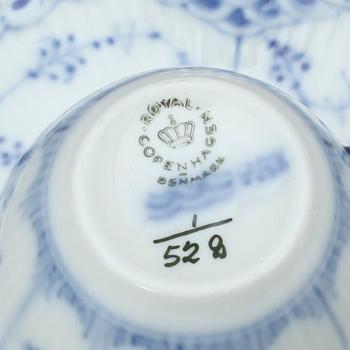 ROYAL
COPENHAGEN
DENMARK
1
528